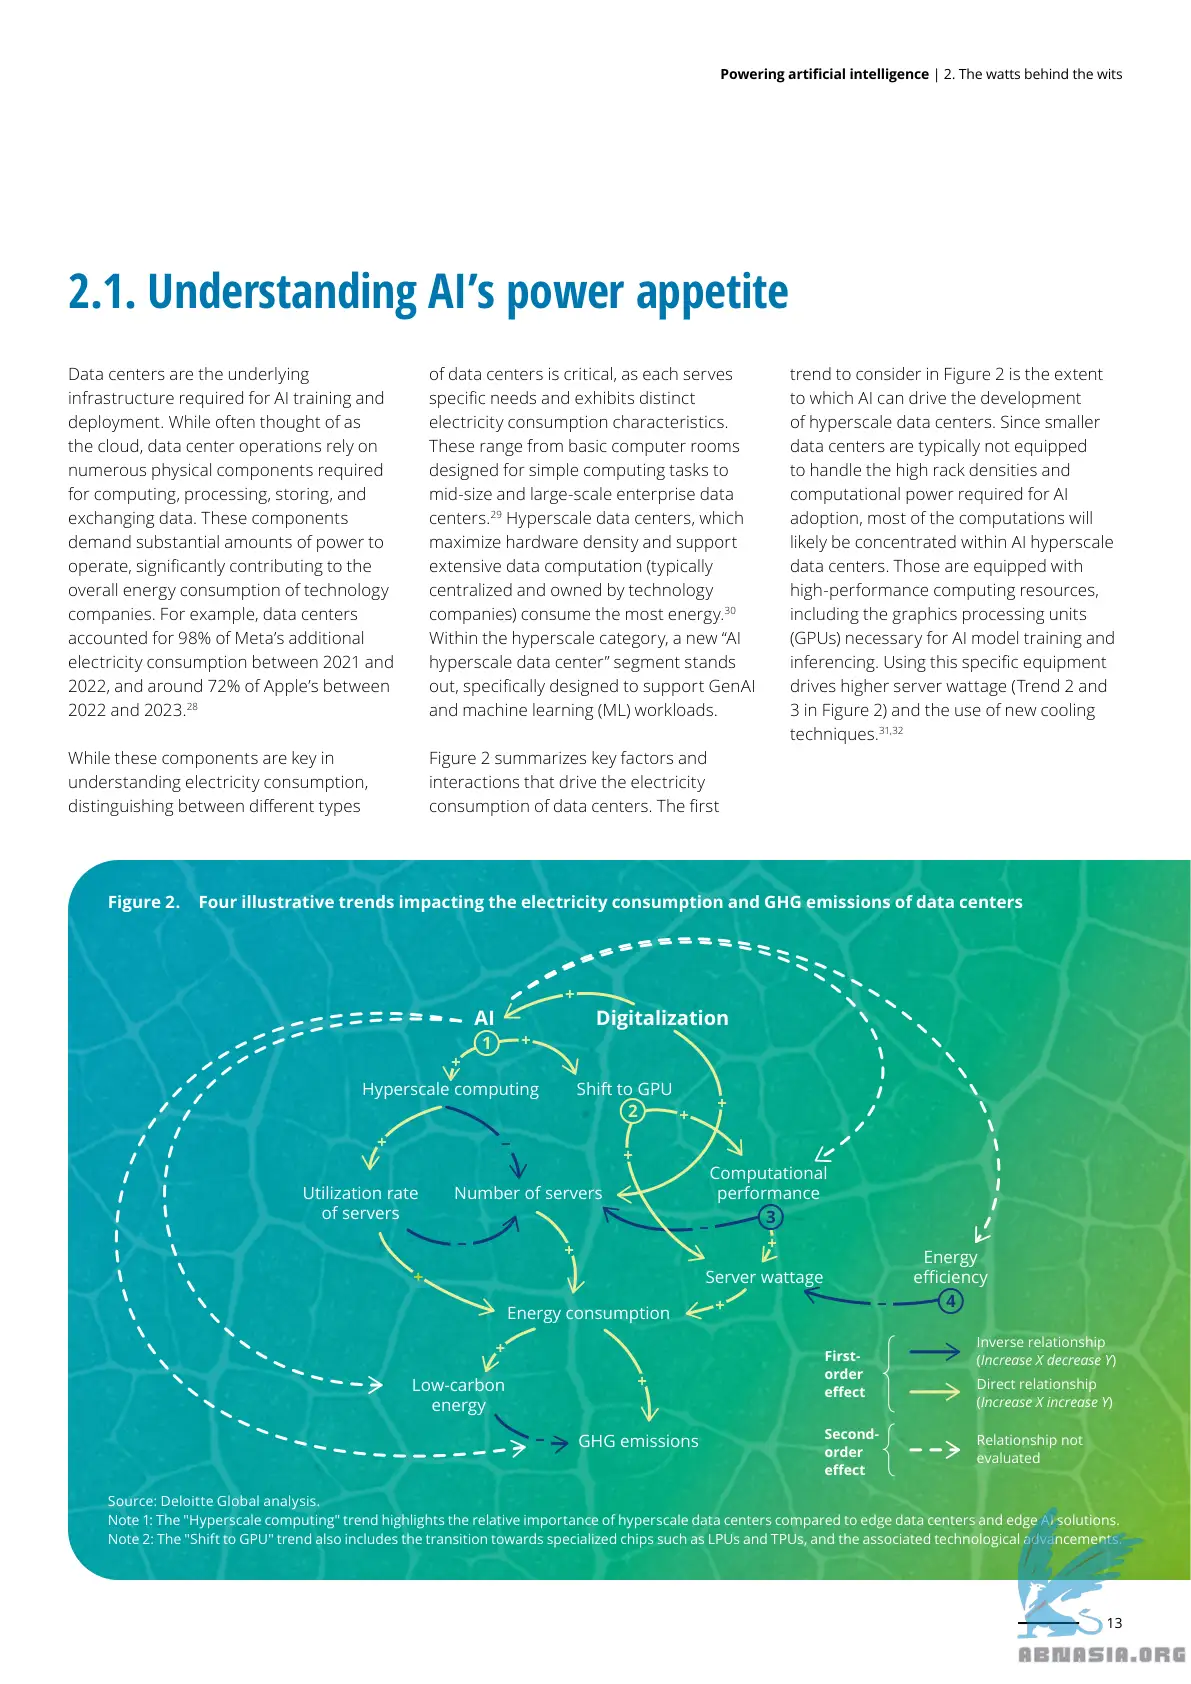 Powering artificial intelligence | 2. The watts behind the wits
2.1. Understanding AI’s power appetite
Data centers are the underlying
infrastructure required for AI training and
deployment. While often thought of as
the cloud, data center operations rely on
numerous physical components required
for computing, processing, storing, and
exchanging data. These components
demand substantial amounts of power to
operate, significantly contributing to the
overall energy consumption of technology
companies. For example, data centers
accounted for 98% of Meta’s additional
electricity consumption between 2021 and
2022, and around 72% of Apple’s between
2022 and 2023.28
While these components are key in
understanding electricity consumption,
distinguishing between different types
of data centers is critical, as each serves
specific needs and exhibits distinct
electricity consumption characteristics.
These range from basic computer rooms
designed for simple computing tasks to
mid-size and large-scale enterprise data
centers.29 Hyperscale data centers, which
maximize hardware density and support
extensive data computation (typically
centralized and owned by technology
companies) consume the most energy.30
Within the hyperscale category, a new “AI
hyperscale data center” segment stands
out, specifically designed to support GenAI
and machine learning (ML) workloads.
Figure 2 summarizes key factors and
interactions that drive the electricity
consumption of data centers. The first
trend to consider in Figure 2 is the extent
to which AI can drive the development
of hyperscale data centers. Since smaller
data centers are typically not equipped
to handle the high rack densities and
computational power required for AI
adoption, most of the computations will
likely be concentrated within AI hyperscale
data centers. Those are equipped with
high-performance computing resources,
including the graphics processing units
(GPUs) necessary for AI model training and
inferencing. Using this specific equipment
drives higher server wattage (Trend 2 and
3 in Figure 2) and the use of new cooling
techniques.31,32
Figure 2. Four illustrative trends impacting the electricity consumption and GHG emissions of data centers
+
AI
Digitalization
1
+
+
Hyperscale computing
Shift to GPU
2
+
+
+
–
+
Computational
performance
Utilization rate
of servers
Number of servers
3
–
–
+
+
+
Energy
efficiency
Server wattage
4
–
+
Energy consumption
+
+
Low-carbon
energy
–
GHG emissions
First-
order
effect
Inverse relationship
(Increase X decrease Y)
Direct relationship
(Increase X increase Y)
Second-
order
effect
Relationship not
evaluated
Source: Deloitte Global analysis.
Note 1: The "Hyperscale computing" trend highlights the relative importance of hyperscale data centers compared to edge data centers and edge AI solutions.
Note 2: The "Shift to GPU" trend also includes the transition towards specialized chips such as LPUs and TPUs, and the associated technological advancements.
13
ABNASIA.ORG